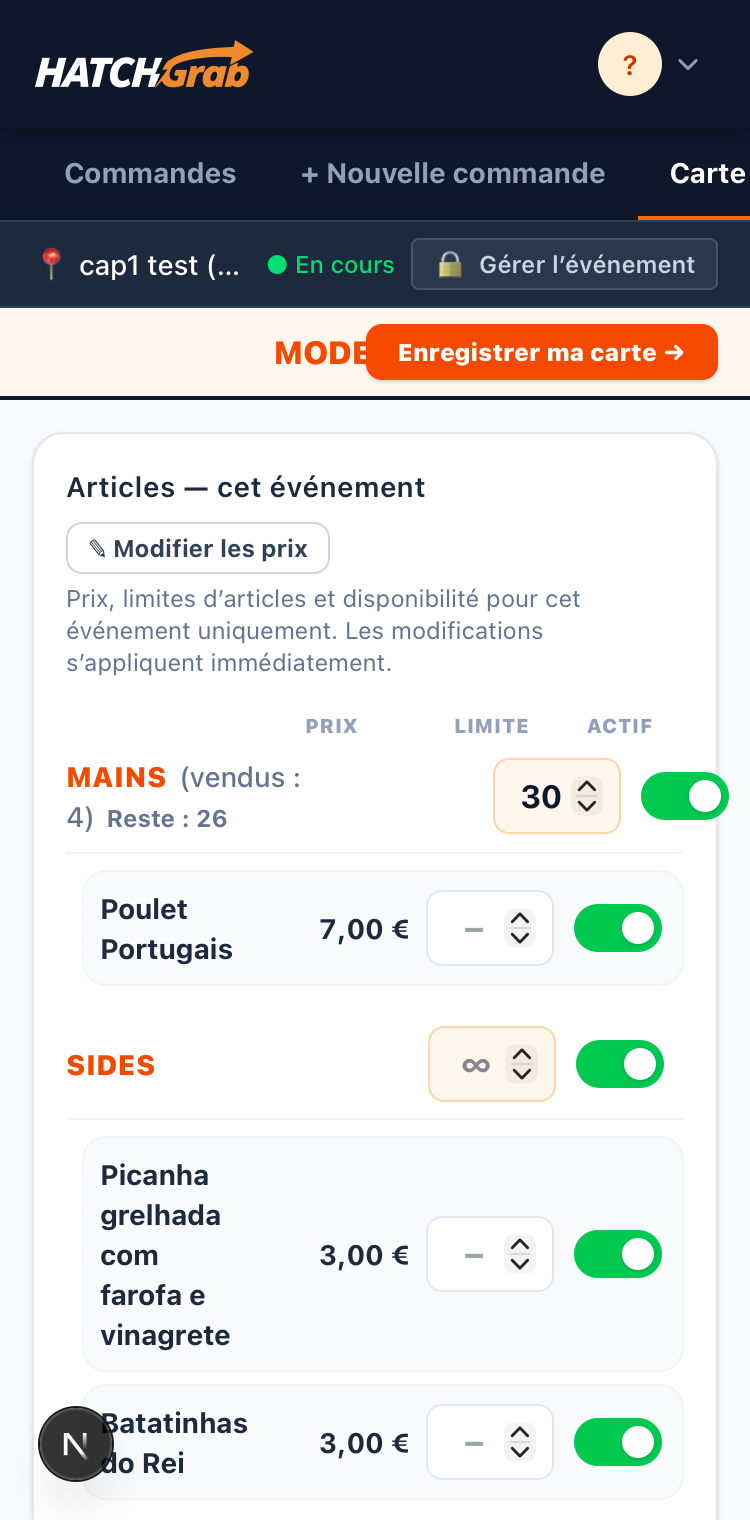 HATCHGrab
?
Commandes + Nouvelle commande Carte
cap1 test (... En cours Gérer l’événement
MODE Enregistrer ma carte →
Articles — cet événement
✎ Modifier les prix
Prix, limites d’articles et disponibilité pour cet
événement uniquement. Les modifications
s’appliquent immédiatement.
PRIX LIMITE ACTIF
MAINS (vendus :
4) Reste : 26
30
Poulet
Portugais
7,00 € –
SIDES ∞
Picanha
grelhada
com
farofa e
vinagrete
3,00 € –
Batatinhas
do Rei
3,00 € –
N